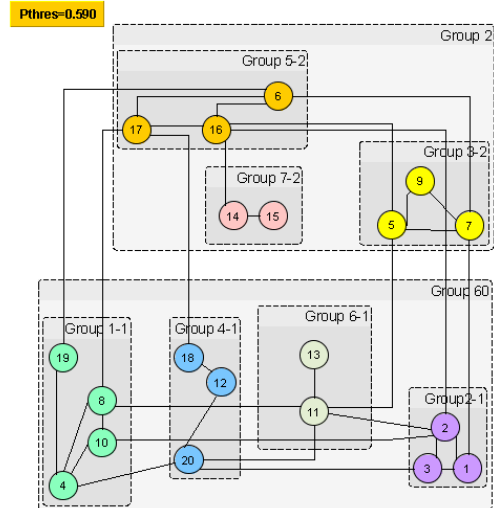 Pthres=0.590
Group 2
Group 5-2
6
17
16
Group 3-2
Group 7-2
9
14
15
5
7
Group 60
Group 1-1
Group 4-1
Group 6-1
19
18
13
12
Group2-1
8
11
10
2
4
20
3
1